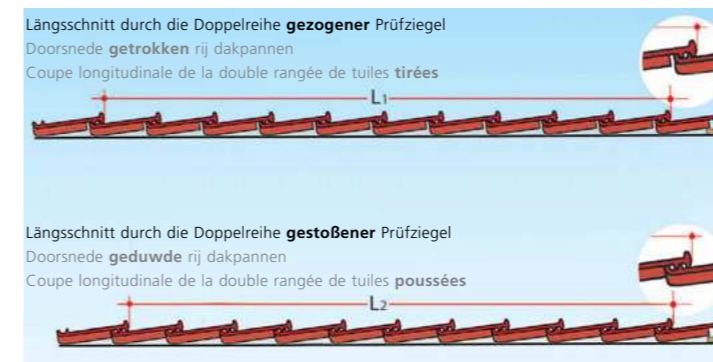 Längsschnitt durch die Doppelreihe gezogener Prüfziegel
Doorsnede getrokken rij dakpannen
Coupe longitudinale de la double rangée de tuiles tirées
L1
Längsschnitt durch die Doppelreihe gestoßener Prüfziegel
Doorsnede geduwde rij dakpannen
Coupe longitudinale de la double rangée de tuiles poussées
L2